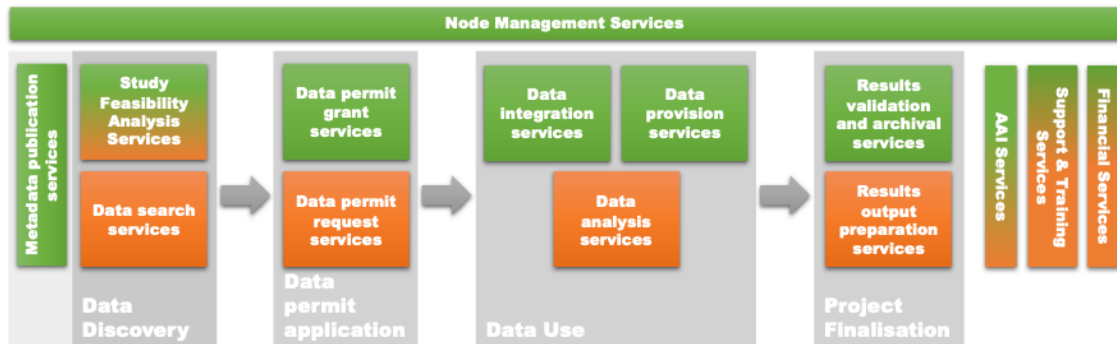 Node Management Services
Metadata publication
services
Study
Feasibility
Analysis
Services
Data search
services
Data
Discovery
Data permit
grant
services
Data permit
request
services
Data
permit
application
Data
integration
services
Data
provision
services
Data
analysis
services
Data Use
Results
validation
and archival
services
Results
output
preparation
services
Project
Finalisation
AAI Services
Support & Training
Services
Financial Services